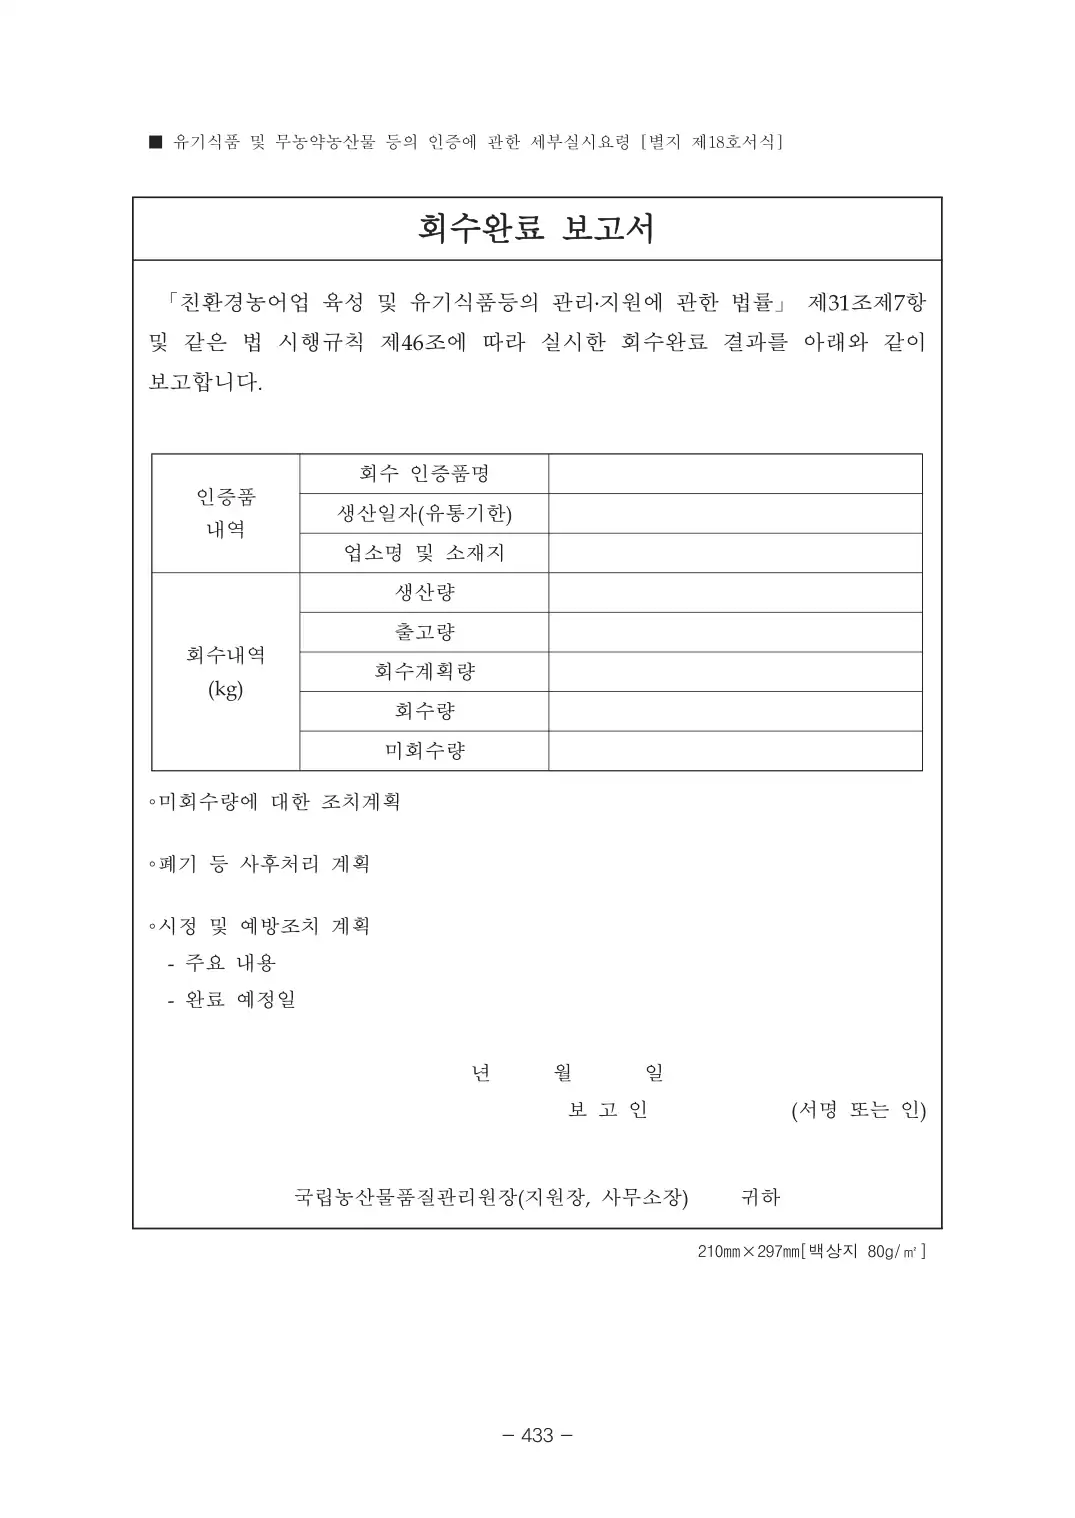 ■ 유기식품 및 무농약농산물 등의 인증에 관한 세부실시요령 [별지 제18호서식]
회수완료 보고서
「친환경농어업 육성 및 유기식품등의 관리·지원에 관한 법률」 제31조제7항
및 같은 법 시행규칙 제46조에 따라 실시한 회수완료 결과를 아래와 같이
보고합니다.
인증품
내역
회수 인증품명
생산일자(유통기한)
업소명 및 소재지
회수내역
(kg)
생산량
출고량
회수계획량
회수량
미회수량
◦미회수량에 대한 조치계획
◦폐기 등 사후처리 계획
◦시정 및 예방조치 계획
- 주요 내용
- 완료 예정일
년 월 일
보 고 인 (서명 또는 인)
국립농산물품질관리원장(지원장, 사무소장) 귀하
210㎜×297㎜[백상지 80g/㎡]
- 433 -